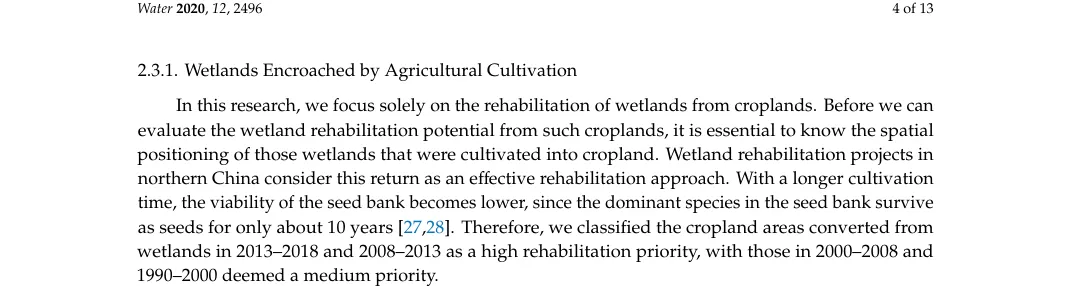 Water 2020, 12, 2496 4 of 13
2.3.1. Wetlands Encroached by Agricultural Cultivation
In this research, we focus solely on the rehabilitation of wetlands from croplands. Before we can
evaluate the wetland rehabilitation potential from such croplands, it is essential to know the spatial
positioning of those wetlands that were cultivated into cropland. Wetland rehabilitation projects in
northern China consider this return as an effective rehabilitation approach. With a longer cultivation
time, the viability of the seed bank becomes lower, since the dominant species in the seed bank survive
as seeds for only about 10 years [27,28]. Therefore, we classified the cropland areas converted from
wetlands in 2013–2018 and 2008–2013 as a high rehabilitation priority, with those in 2000–2008 and
1990–2000 deemed a medium priority.